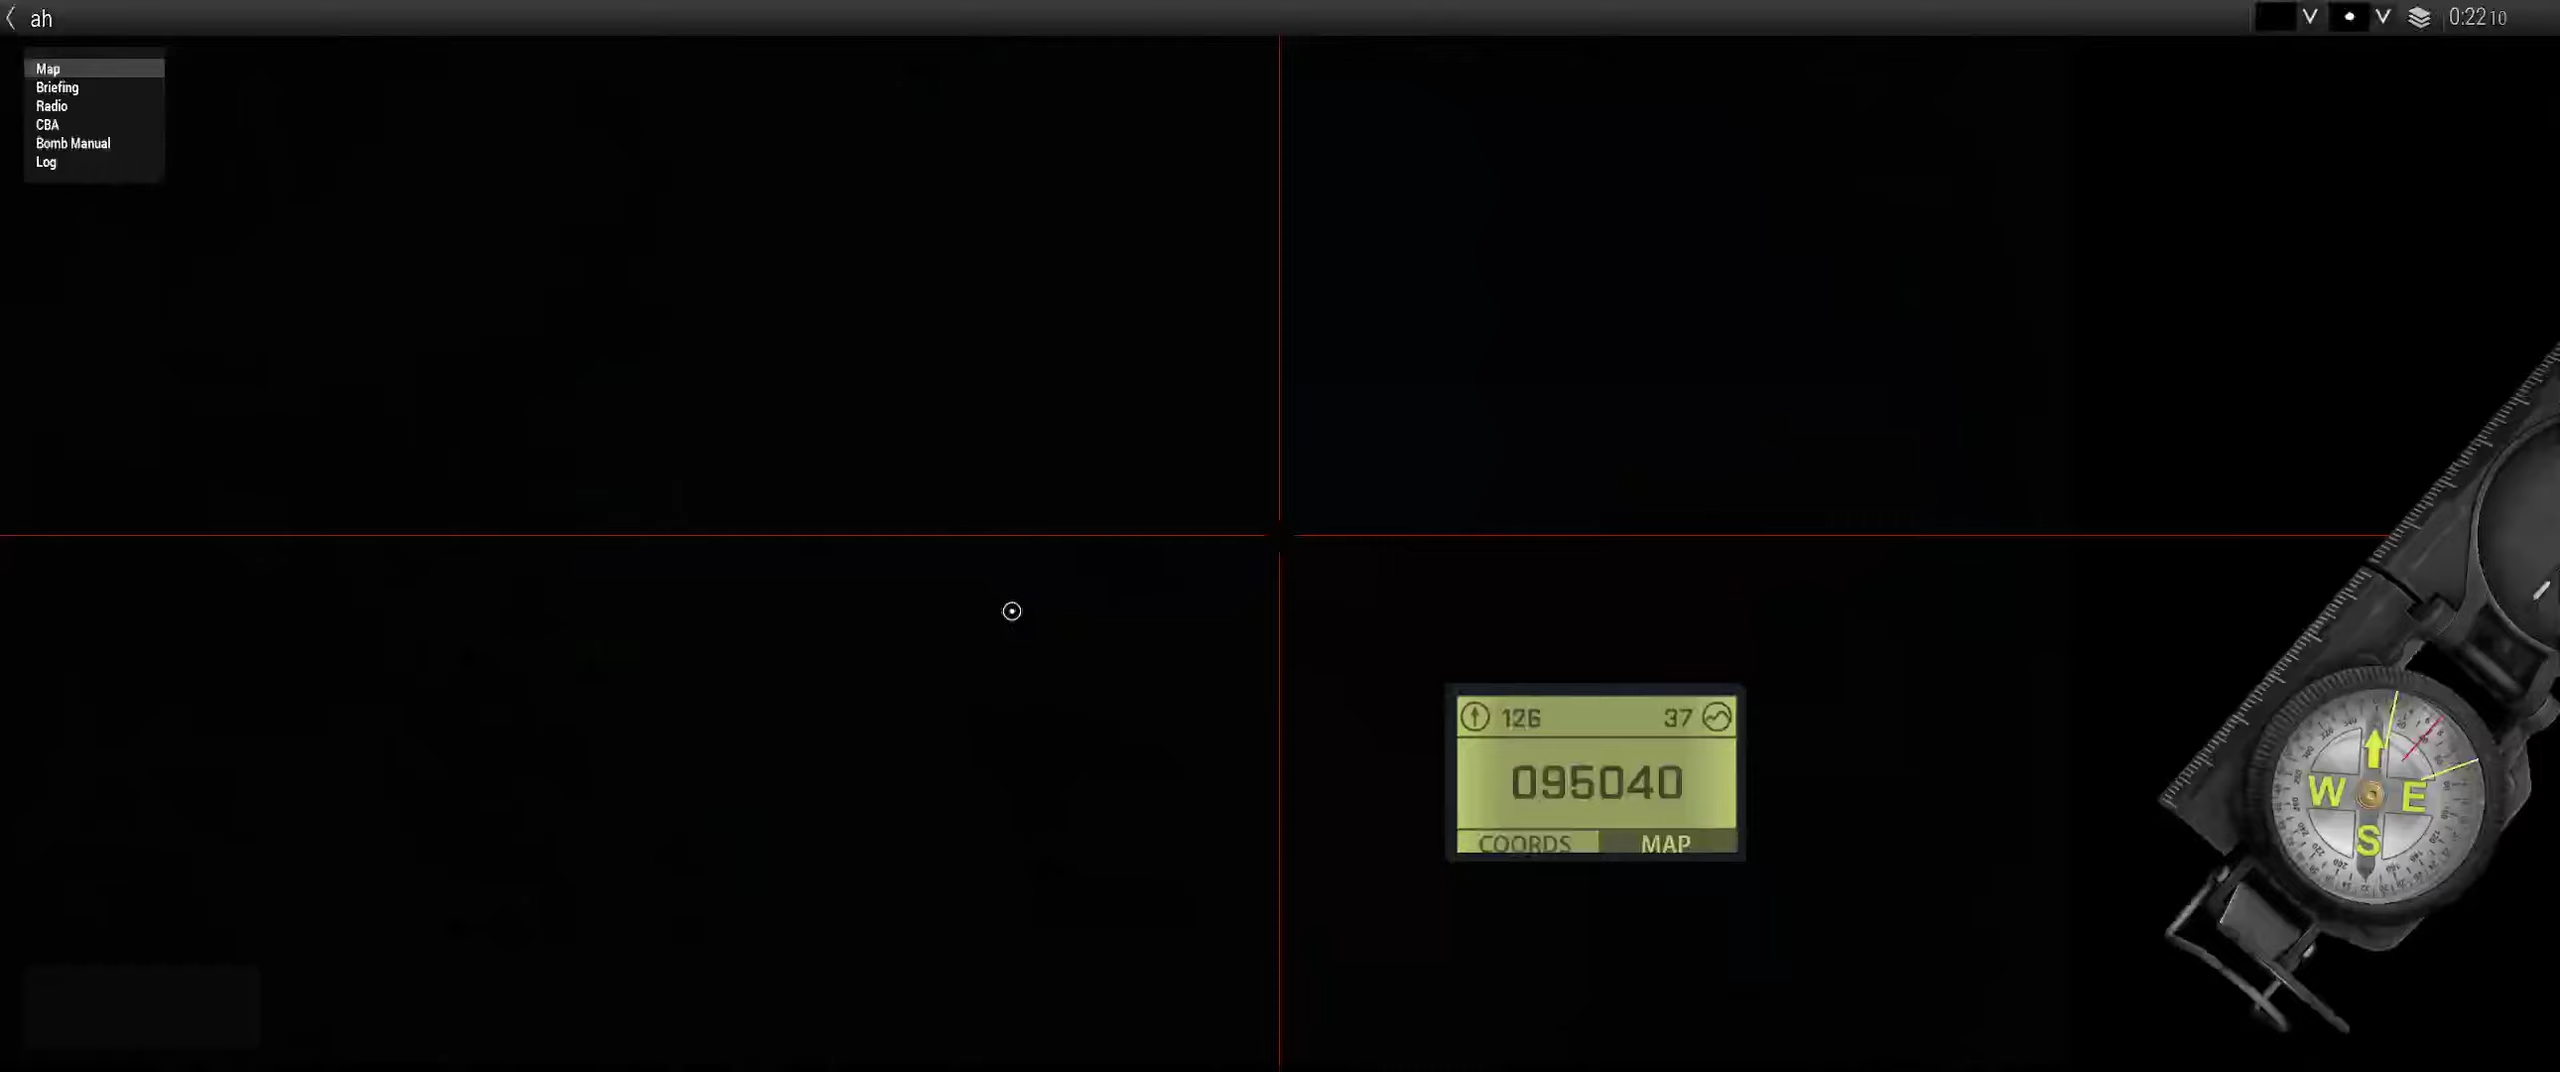 ah
V V 0:22 10
Map
Briefing
Radio
CBA
Bomb Manual
Log
126 37
095040
COORDS MAP
W E
S